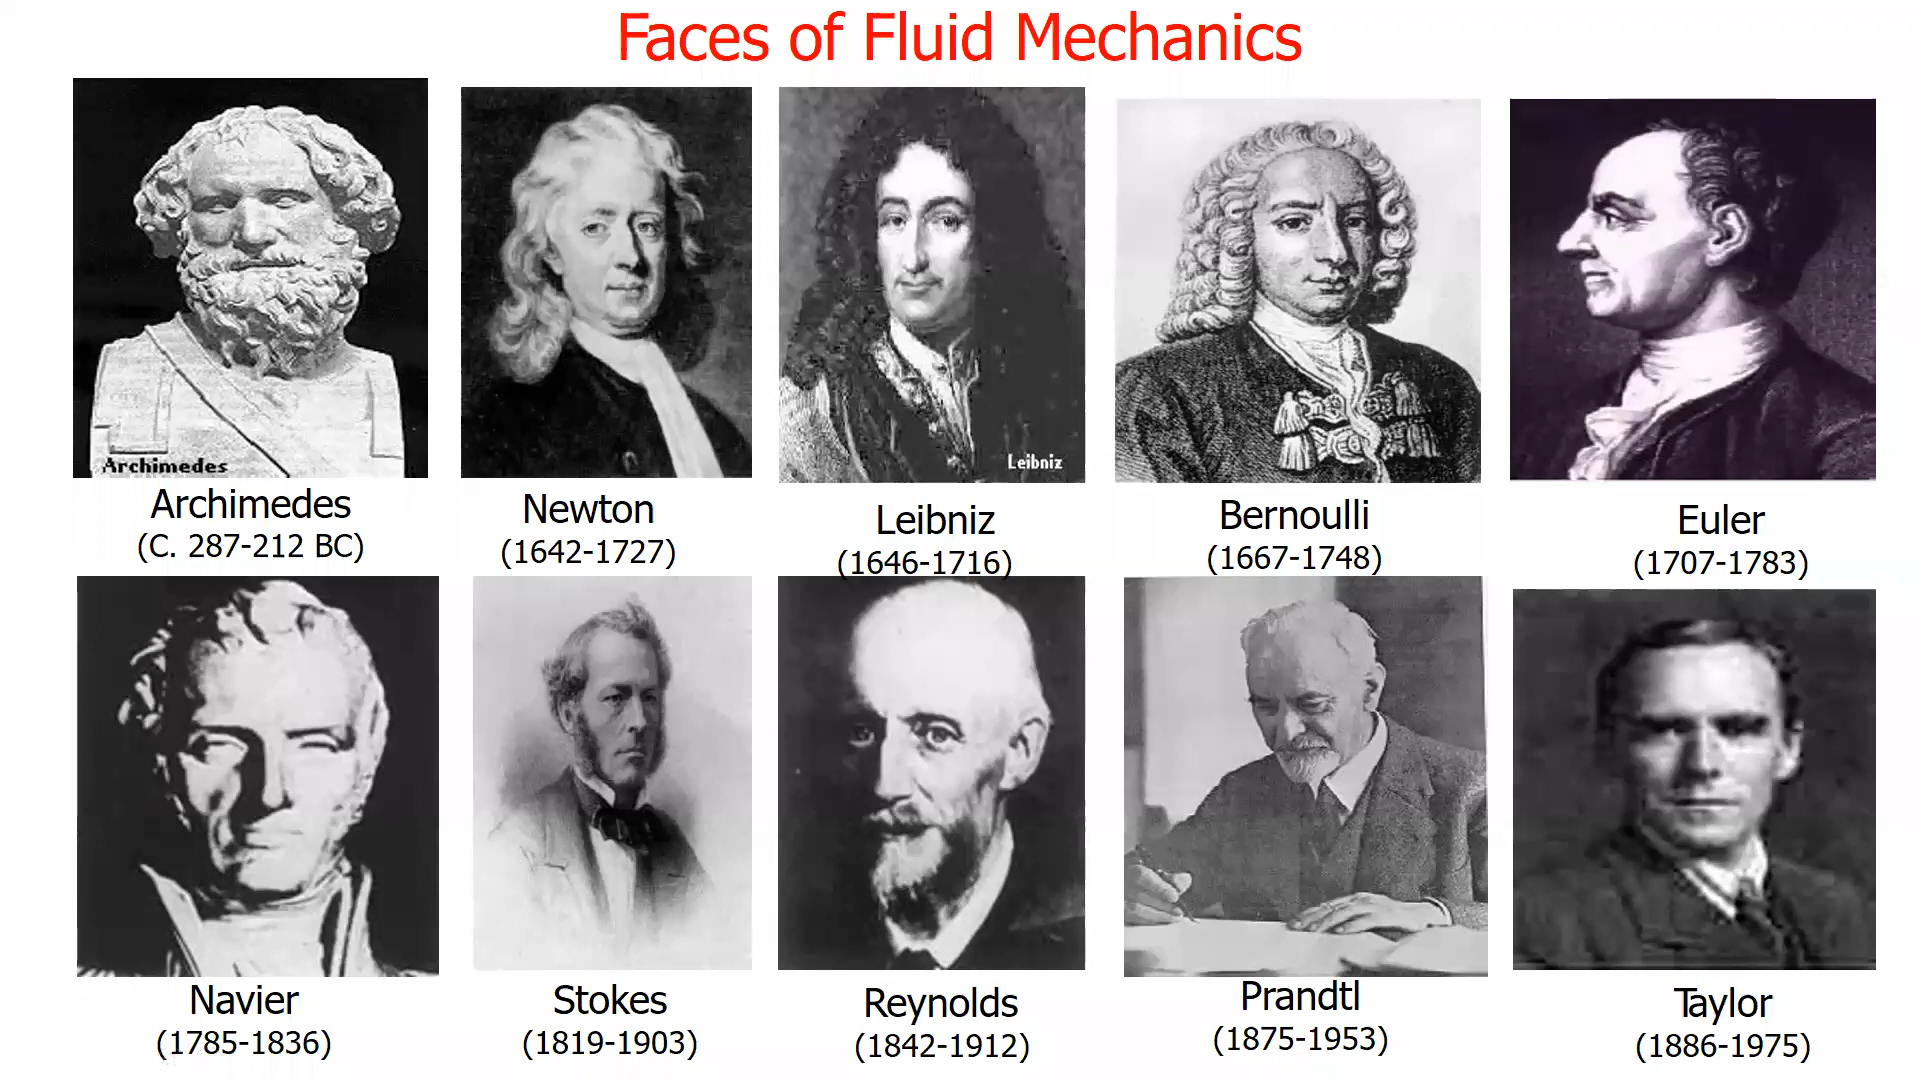 Faces of Fluid Mechanics
Archimedes
Leibniz
Archimedes
(C. 287-212 BC)
Newton
(1642-1727)
Leibniz
(1646-1716)
Bernoulli
(1667-1748)
Euler
(1707-1783)
Navier
(1785-1836)
Stokes
(1819-1903)
Reynolds
(1842-1912)
Prandtl
(1875-1953)
Taylor
(1886-1975)